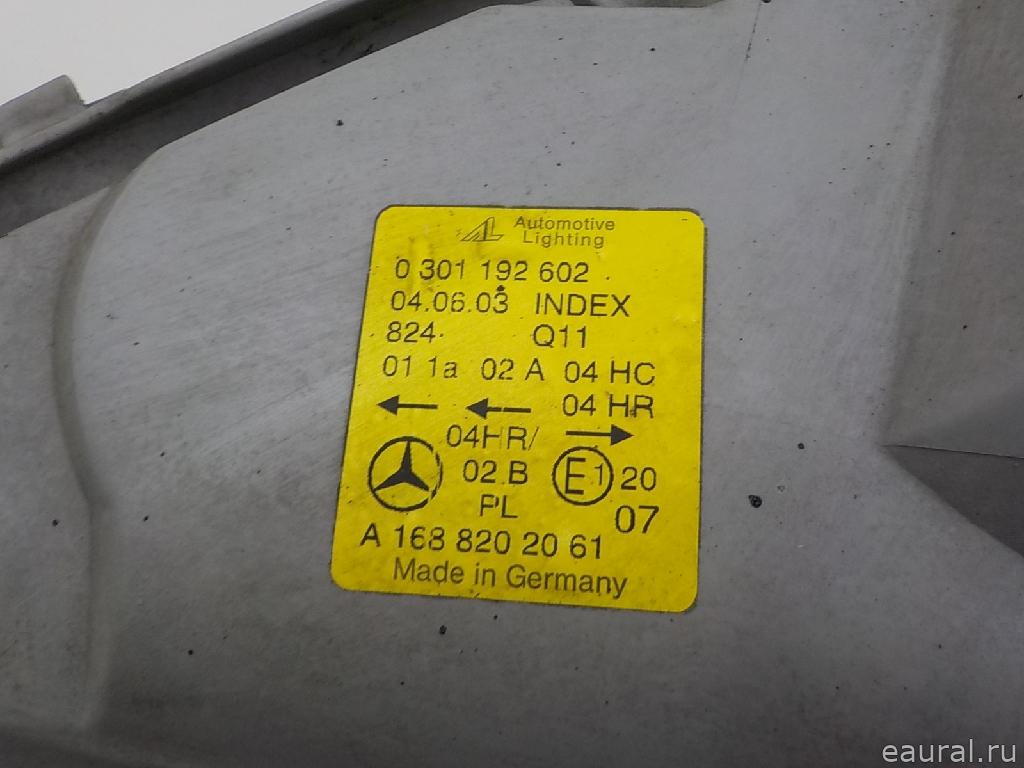 Automotive
Lighting
0 301 192 602
04.06.03 INDEX
824 Q11
01 1a 02 A 04 HC
04 HR
04HR/
02 B E1 20
PL 07
A 168 820 20 61
Made in Germany
eaural.ru